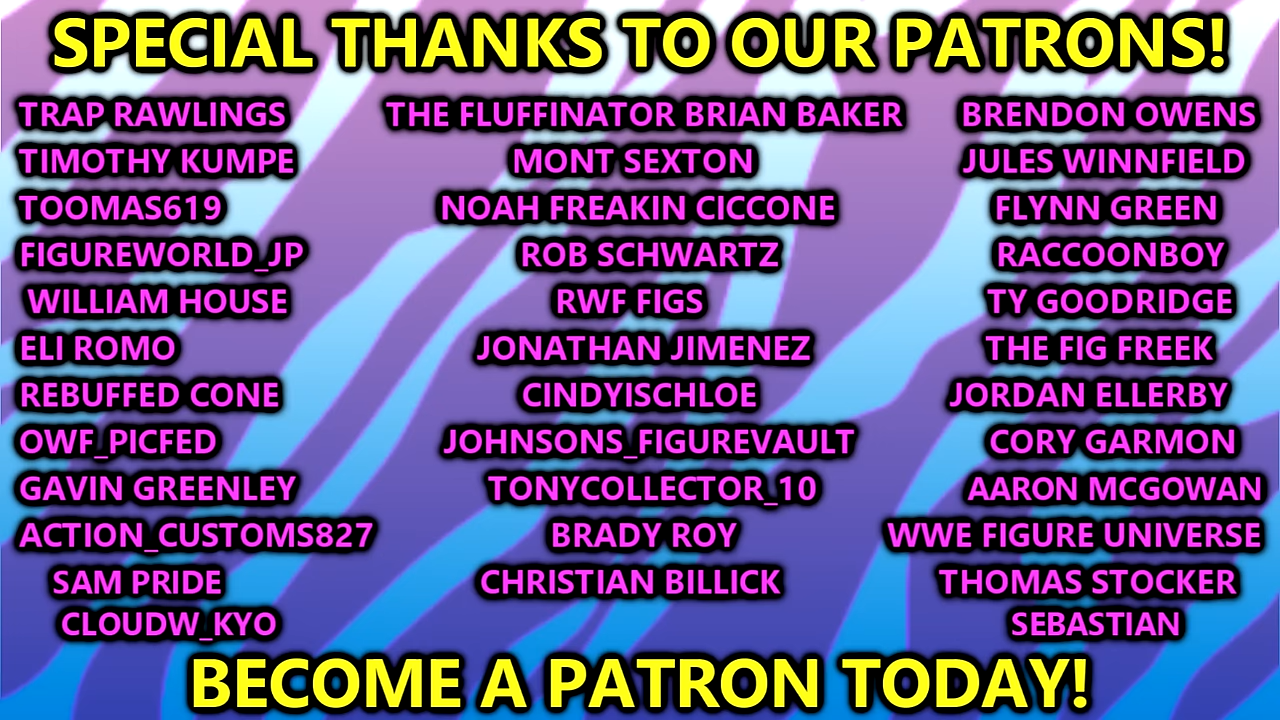 SPECIAL THANKS TO OUR PATRONS!
TRAP RAWLINGS
TIMOTHY KUMPE
TOOMAS619
FIGUREWORLD_JP
WILLIAM HOUSE
ELI ROMO
REBUFFED CONE
OWF_PICFED
GAVIN GREENLEY
ACTION_CUSTOMS827
SAM PRIDE
CLOUDW_KYO
THE FLUFFINATOR BRIAN BAKER
MONT SEXTON
NOAH FREAKIN CICCONE
ROB SCHWARTZ
RWF FIGS
JONATHAN JIMENEZ
CINDYISCHLOE
JOHNSONS_FIGUREVAULT
TONYCOLLECTOR_10
BRADY ROY
CHRISTIAN BILLICK
BRENDON OWENS
JULES WINNFIELD
FLYNN GREEN
RACCOONBOY
TY GOODRIDGE
THE FIG FREEK
JORDAN ELLERBY
CORY GARMON
AARON MCGOWAN
WWE FIGURE UNIVERSE
THOMAS STOCKER
SEBASTIAN
BECOME A PATRON TODAY!